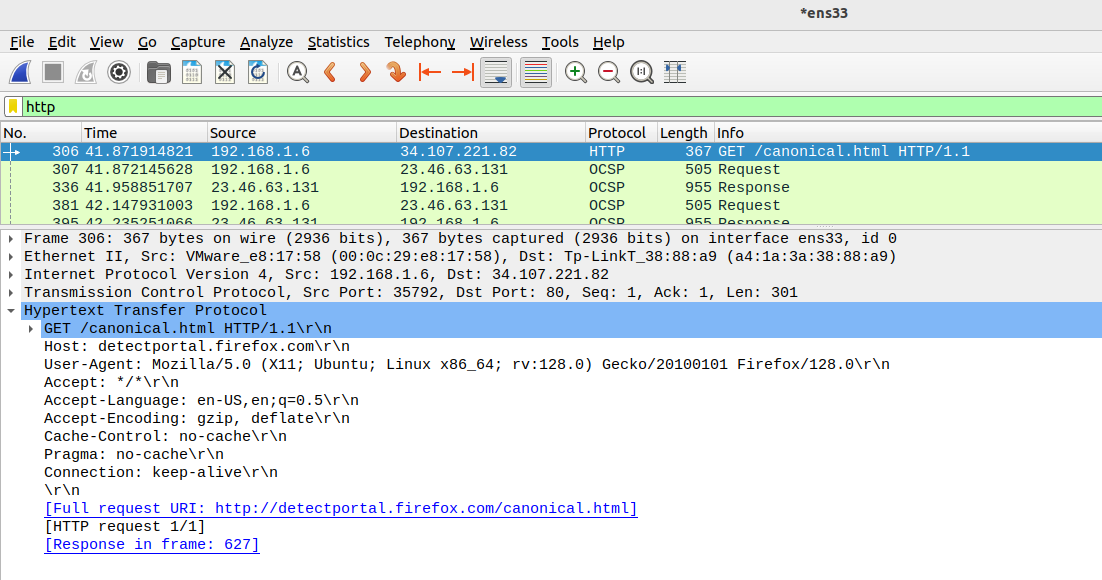 *ens33
File Edit View Go Capture Analyze Statistics Telephony Wireless Tools Help
http
No. Time Source Destination Protocol Length Info
306 41.871914821 192.168.1.6 34.107.221.82 HTTP 367 GET /canonical.html HTTP/1.1
307 41.872145628 192.168.1.6 23.46.63.131 OCSP 505 Request
336 41.958851707 23.46.63.131 192.168.1.6 OCSP 955 Response
381 42.147931003 192.168.1.6 23.46.63.131 OCSP 505 Request
395 42.235251066 23.46.63.131 192.168.1.6 OCSP 955 Response
Frame 306: 367 bytes on wire (2936 bits), 367 bytes captured (2936 bits) on interface ens33, id 0
Ethernet II, Src: VMware_e8:17:58 (00:0c:29:e8:17:58), Dst: Tp-LinkT_38:88:a9 (a4:1a:3a:38:88:a9)
Internet Protocol Version 4, Src: 192.168.1.6, Dst: 34.107.221.82
Transmission Control Protocol, Src Port: 35792, Dst Port: 80, Seq: 1, Ack: 1, Len: 301
Hypertext Transfer Protocol
GET /canonical.html HTTP/1.1\r\n
Host: detectportal.firefox.com\r\n
User-Agent: Mozilla/5.0 (X11; Ubuntu; Linux x86_64; rv:128.0) Gecko/20100101 Firefox/128.0\r\n
Accept: */*\r\n
Accept-Language: en-US,en;q=0.5\r\n
Accept-Encoding: gzip, deflate\r\n
Cache-Control: no-cache\r\n
Pragma: no-cache\r\n
Connection: keep-alive\r\n
\r\n
[Full request URI: http://detectportal.firefox.com/canonical.html]
[HTTP request 1/1]
[Response in frame: 627]